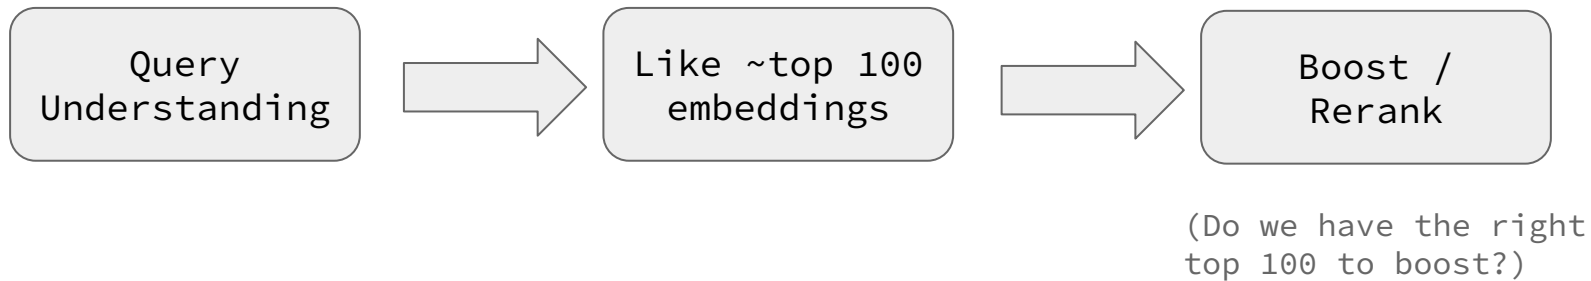 Query
Understanding
Like ~top 100
embeddings
Boost /
Rerank
(Do we have the right
top 100 to boost?)